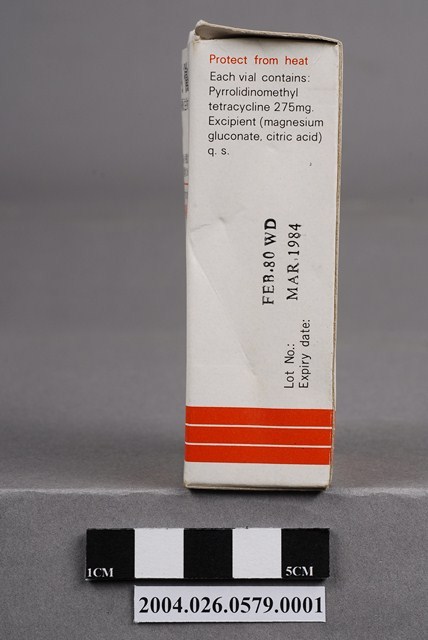 Protect from heat
Each vial contains:
Pyrrolidinomethyl
tetracycline 275mg.
Excipient (magnesium
gluconate, citric acid)
q. s.
Lot No.: FEB.80 WD
Expiry date: MAR.1984
1CM 5CM
2004.026.0579.0001